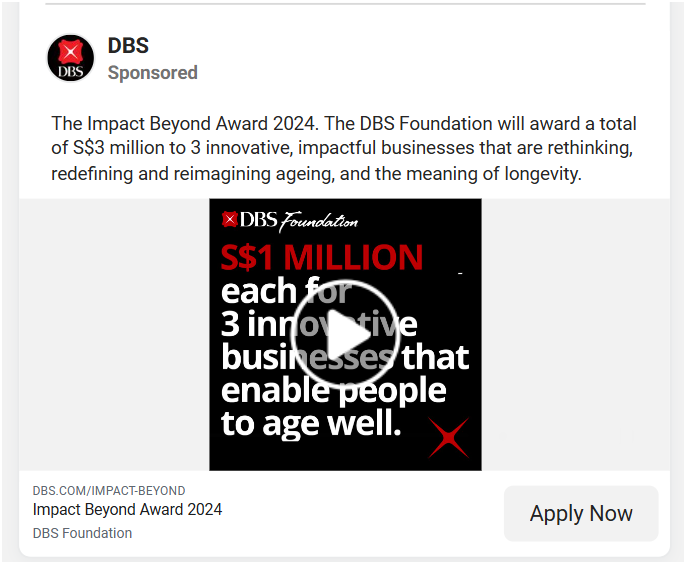 DBS
Sponsored
The Impact Beyond Award 2024. The DBS Foundation will award a total
of S$3 million to 3 innovative, impactful businesses that are rethinking,
redefining and reimagining ageing, and the meaning of longevity.
DBS Foundation
S$1 MILLION
each for
3 innovative
businesses that
enable people
to age well.
DBS.COM/IMPACT-BEYOND
Impact Beyond Award 2024
DBS Foundation
Apply Now
DBS